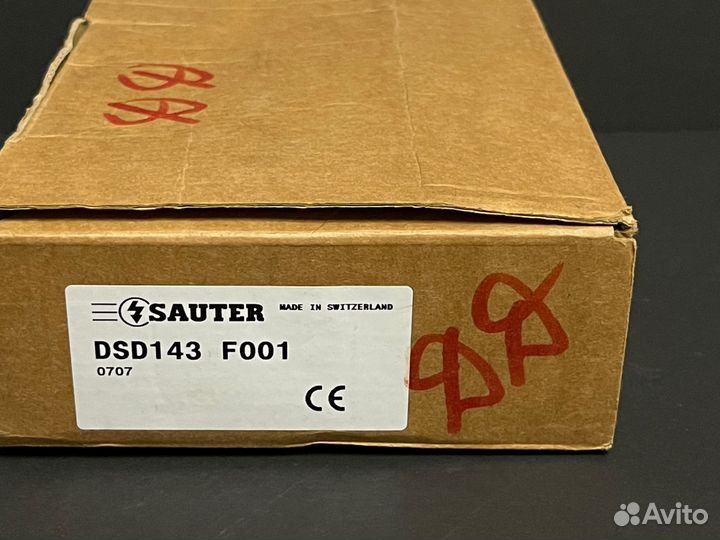 SAUTER MADE IN SWITZERLAND
DSD143 F001
0707
CE
Avito